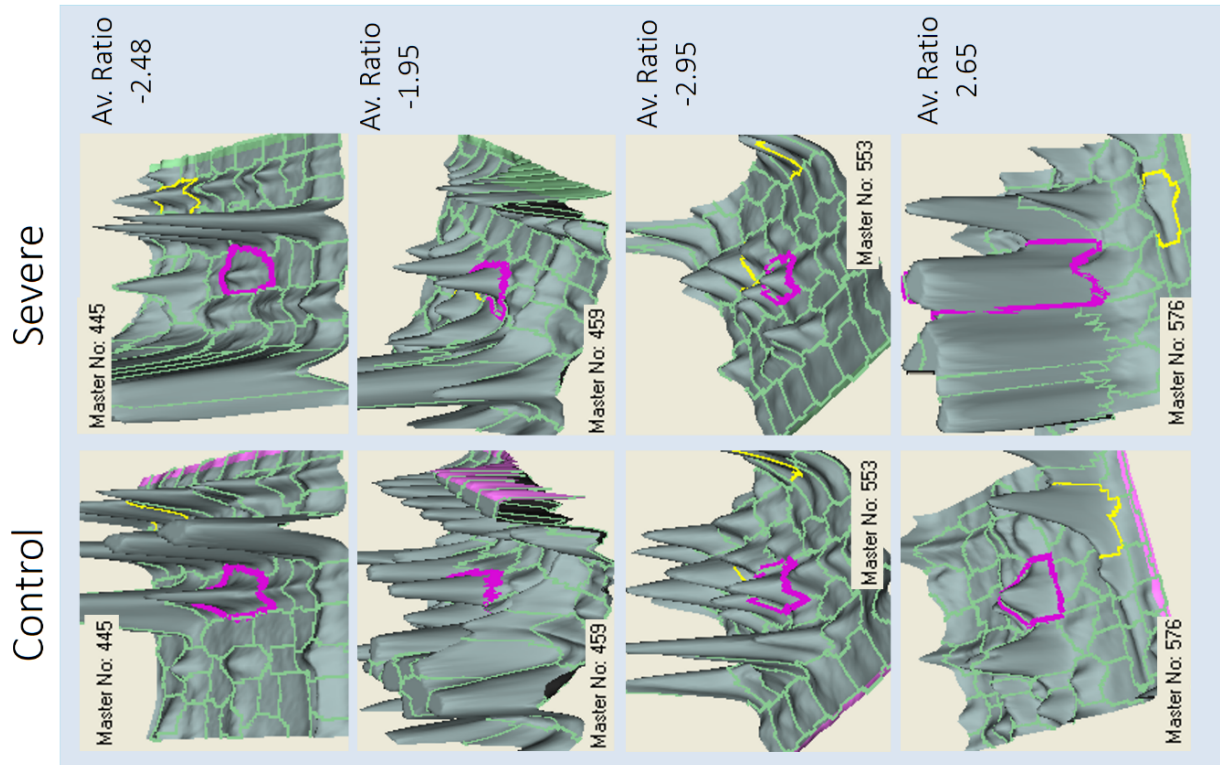 Control
Severe
Master No: 445
Master No: 445
Av. Ratio
-2.48
Master No: 459
Master No: 459
Av. Ratio
-1.95
Master No: 553
Master No: 553
Av. Ratio
-2.95
Master No: 576
Master No: 576
Av. Ratio
2.65